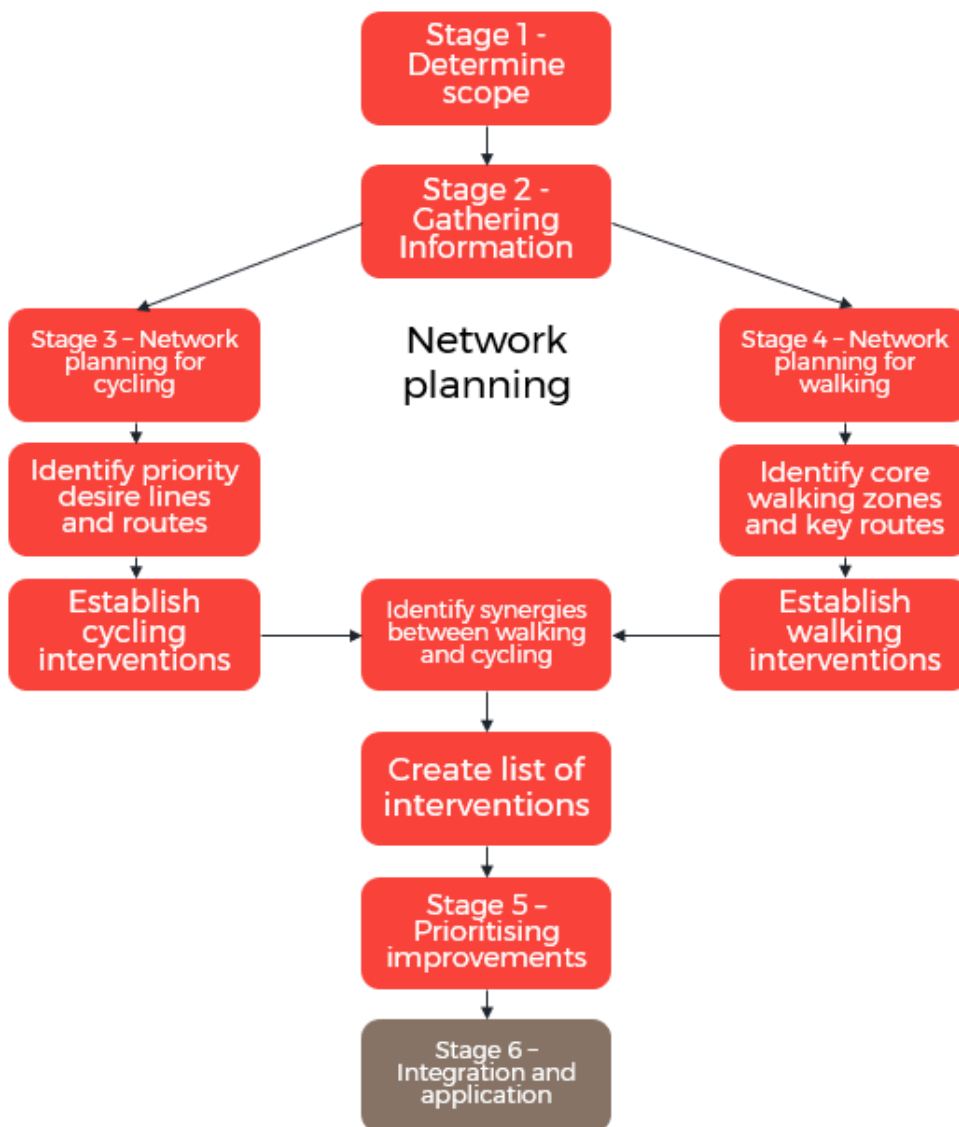 Stage 1 -
Determine
scope
Stage 2 -
Gathering
Information
Stage 3 – Network
planning for
cycling
Network
planning
Stage 4 – Network
planning for
walking
Identify priority
desire lines
and routes
Identify core
walking zones
and key routes
Establish
cycling
interventions
Identify synergies
between walking
and cycling
Establish
walking
interventions
Create list of
interventions
Stage 5 –
Prioritising
improvements
Stage 6 –
Integration and
application